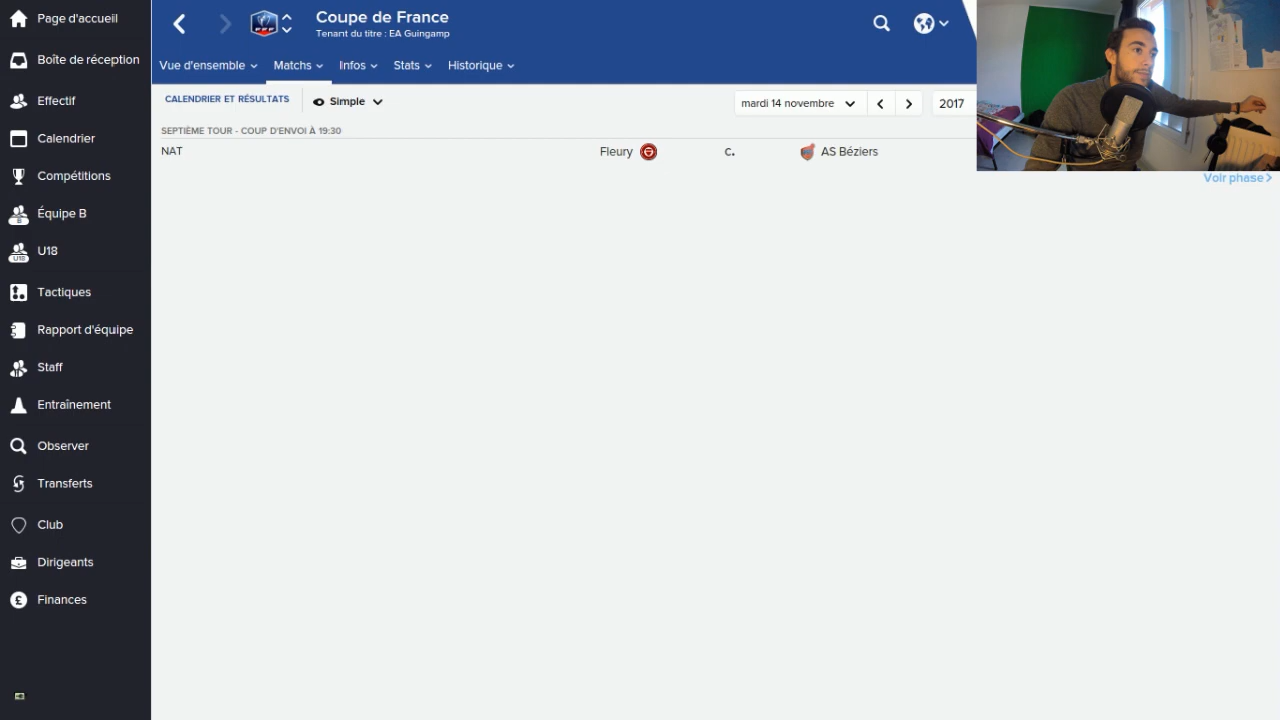 Page d'accueil
Boîte de réception
Effectif
Calendrier
Compétitions
Équipe B
U18
Tactiques
Rapport d'équipe
Staff
Entraînement
Observer
Transferts
Club
Dirigeants
Finances
Coupe de France
Tenant du titre : EA Guingamp
Vue d'ensemble Matchs Infos Stats Historique
CALENDRIER ET RÉSULTATS Simple mardi 14 novembre 2017
SEPTIÈME TOUR - COUP D'ENVOI À 19:30
NAT Fleury c. AS Béziers
Voir phase